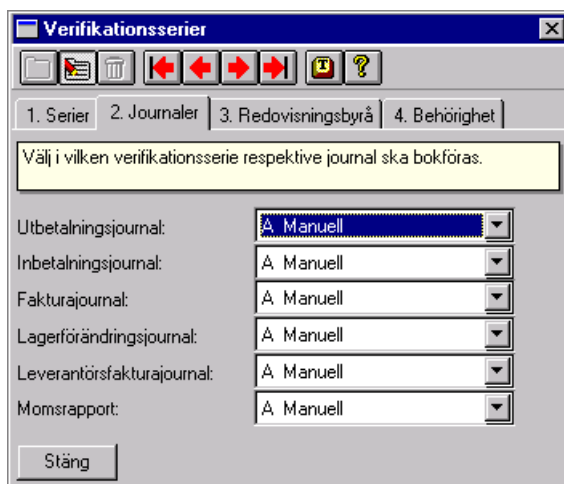 Verifikationsserier
1. Serier 2. Journaler 3. Redovisningsbyrå 4. Behörighet
Välj i vilken verifikationsserie respektive journal ska bokföras.
Utbetalningsjournal: A Manuell
Inbetalningsjournal: A Manuell
Fakturajournal: A Manuell
Lagerförändringsjournal: A Manuell
Leverantörsfakturajournal: A Manuell
Momsrapport: A Manuell
Stäng